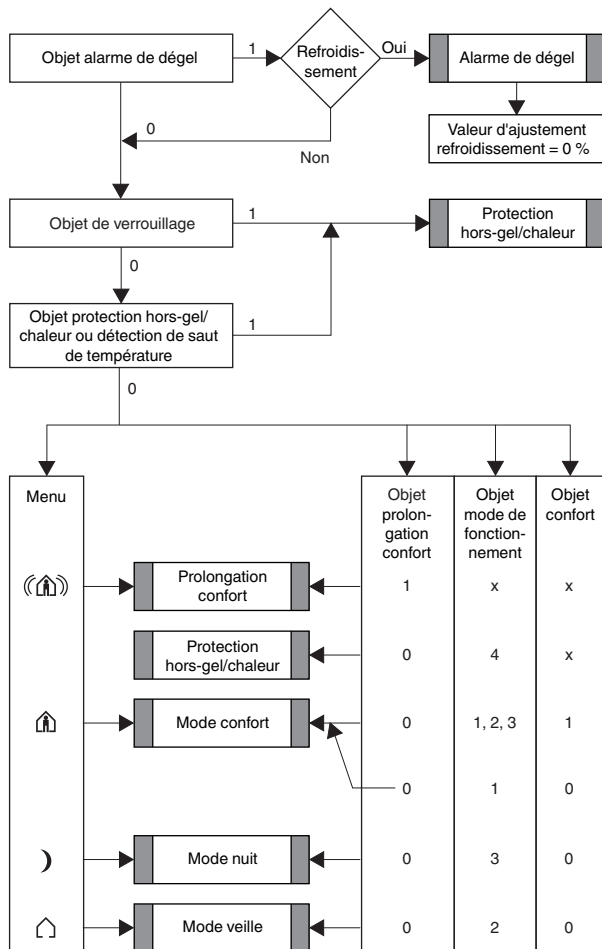 Objet alarme de dégel
1
Refroidis-
sement
Oui
Alarme de dégel
0
Non
Valeur d'ajustement
refroidissement = 0 %
Objet de verrouillage
1
Protection
hors-gel/chaleur
0
Objet protection hors-gel/
chaleur ou détection de saut
de température
1
0
Menu
Objet
prolon-
gation
confort
Objet
mode de
fonction-
nement
Objet
confort
Prolongation
confort
1 x x
Protection
hors-gel/chaleur
0 4 x
Mode confort
0 1, 2, 3 1
0 1 0
Mode nuit
0 3 0
Mode veille
0 2 0